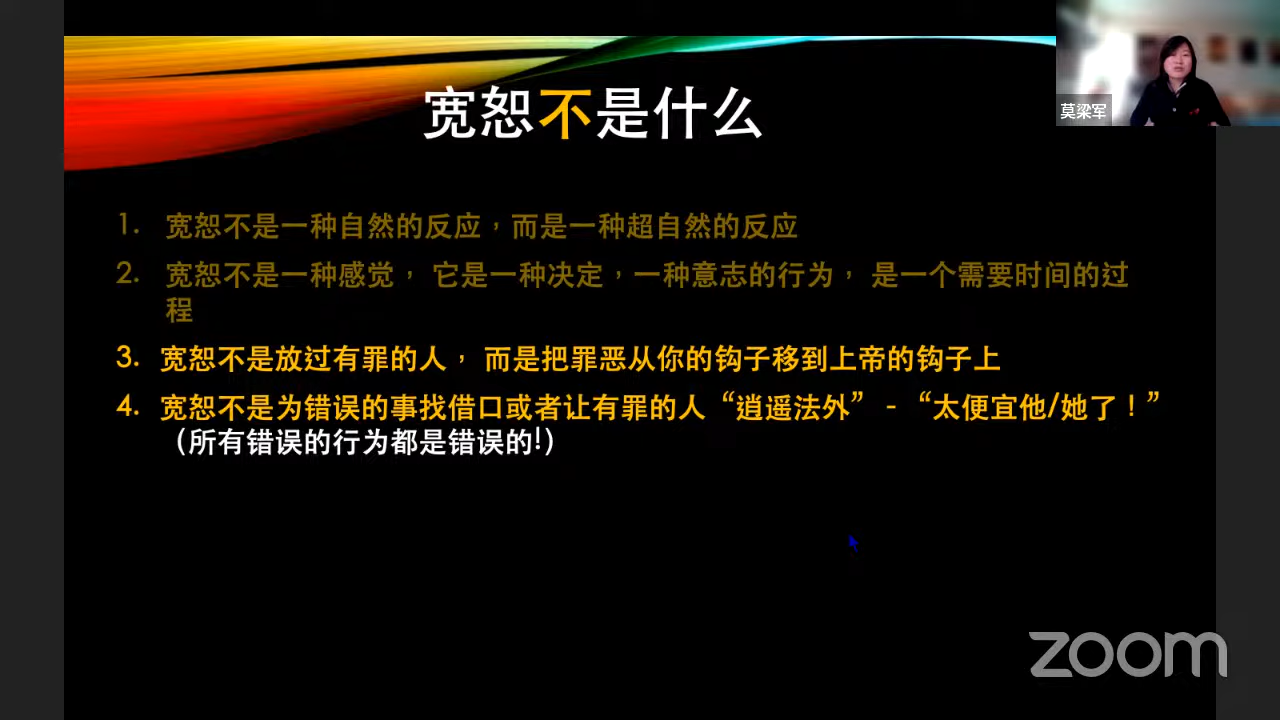 宽恕不是什么
莫梁军
1. 宽恕不是一种自然的反应，而是一种超自然的反应
2. 宽恕不是一种感觉， 它是一种决定，一种意志的行为， 是一个需要时间的过
程
3. 宽恕不是放过有罪的人， 而是把罪恶从你的钩子移到上帝的钩子上
4. 宽恕不是为错误的事找借口或者让有罪的人“逍遥法外” - “太便宜他/她了！”
（所有错误的行为都是错误的!）
zoom